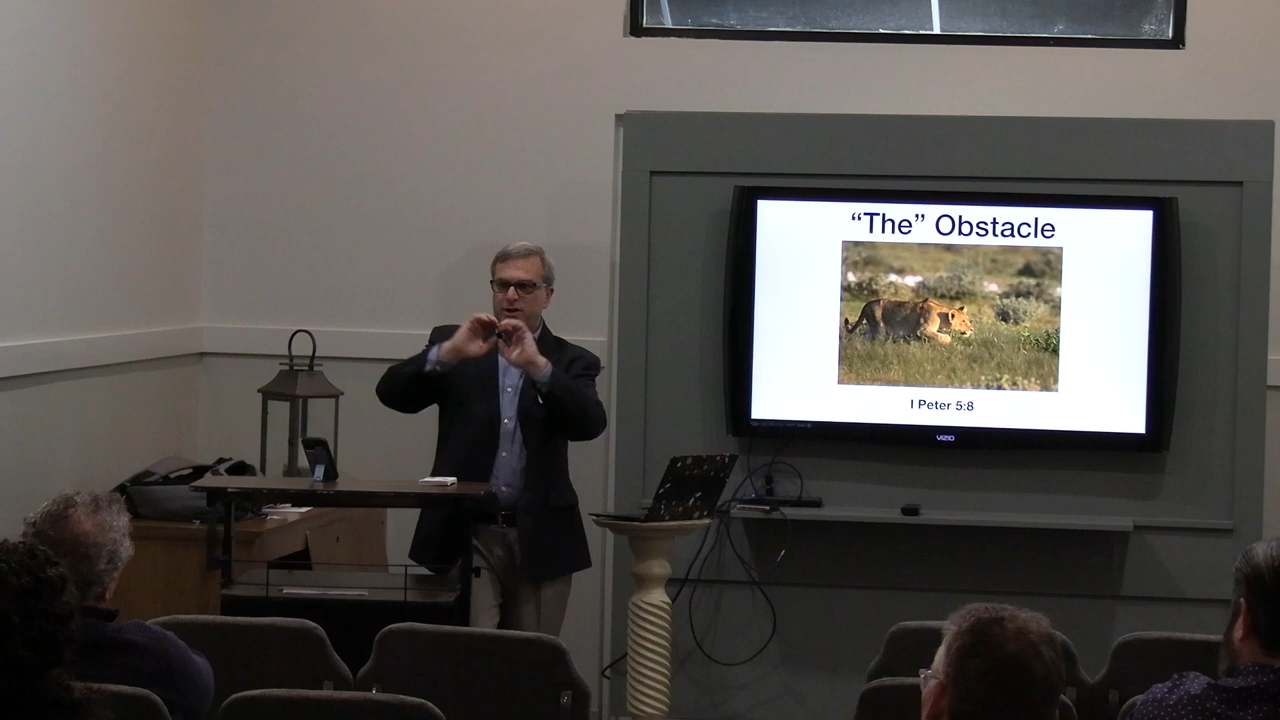 “The” Obstacle
I Peter 5:8
VIZIO